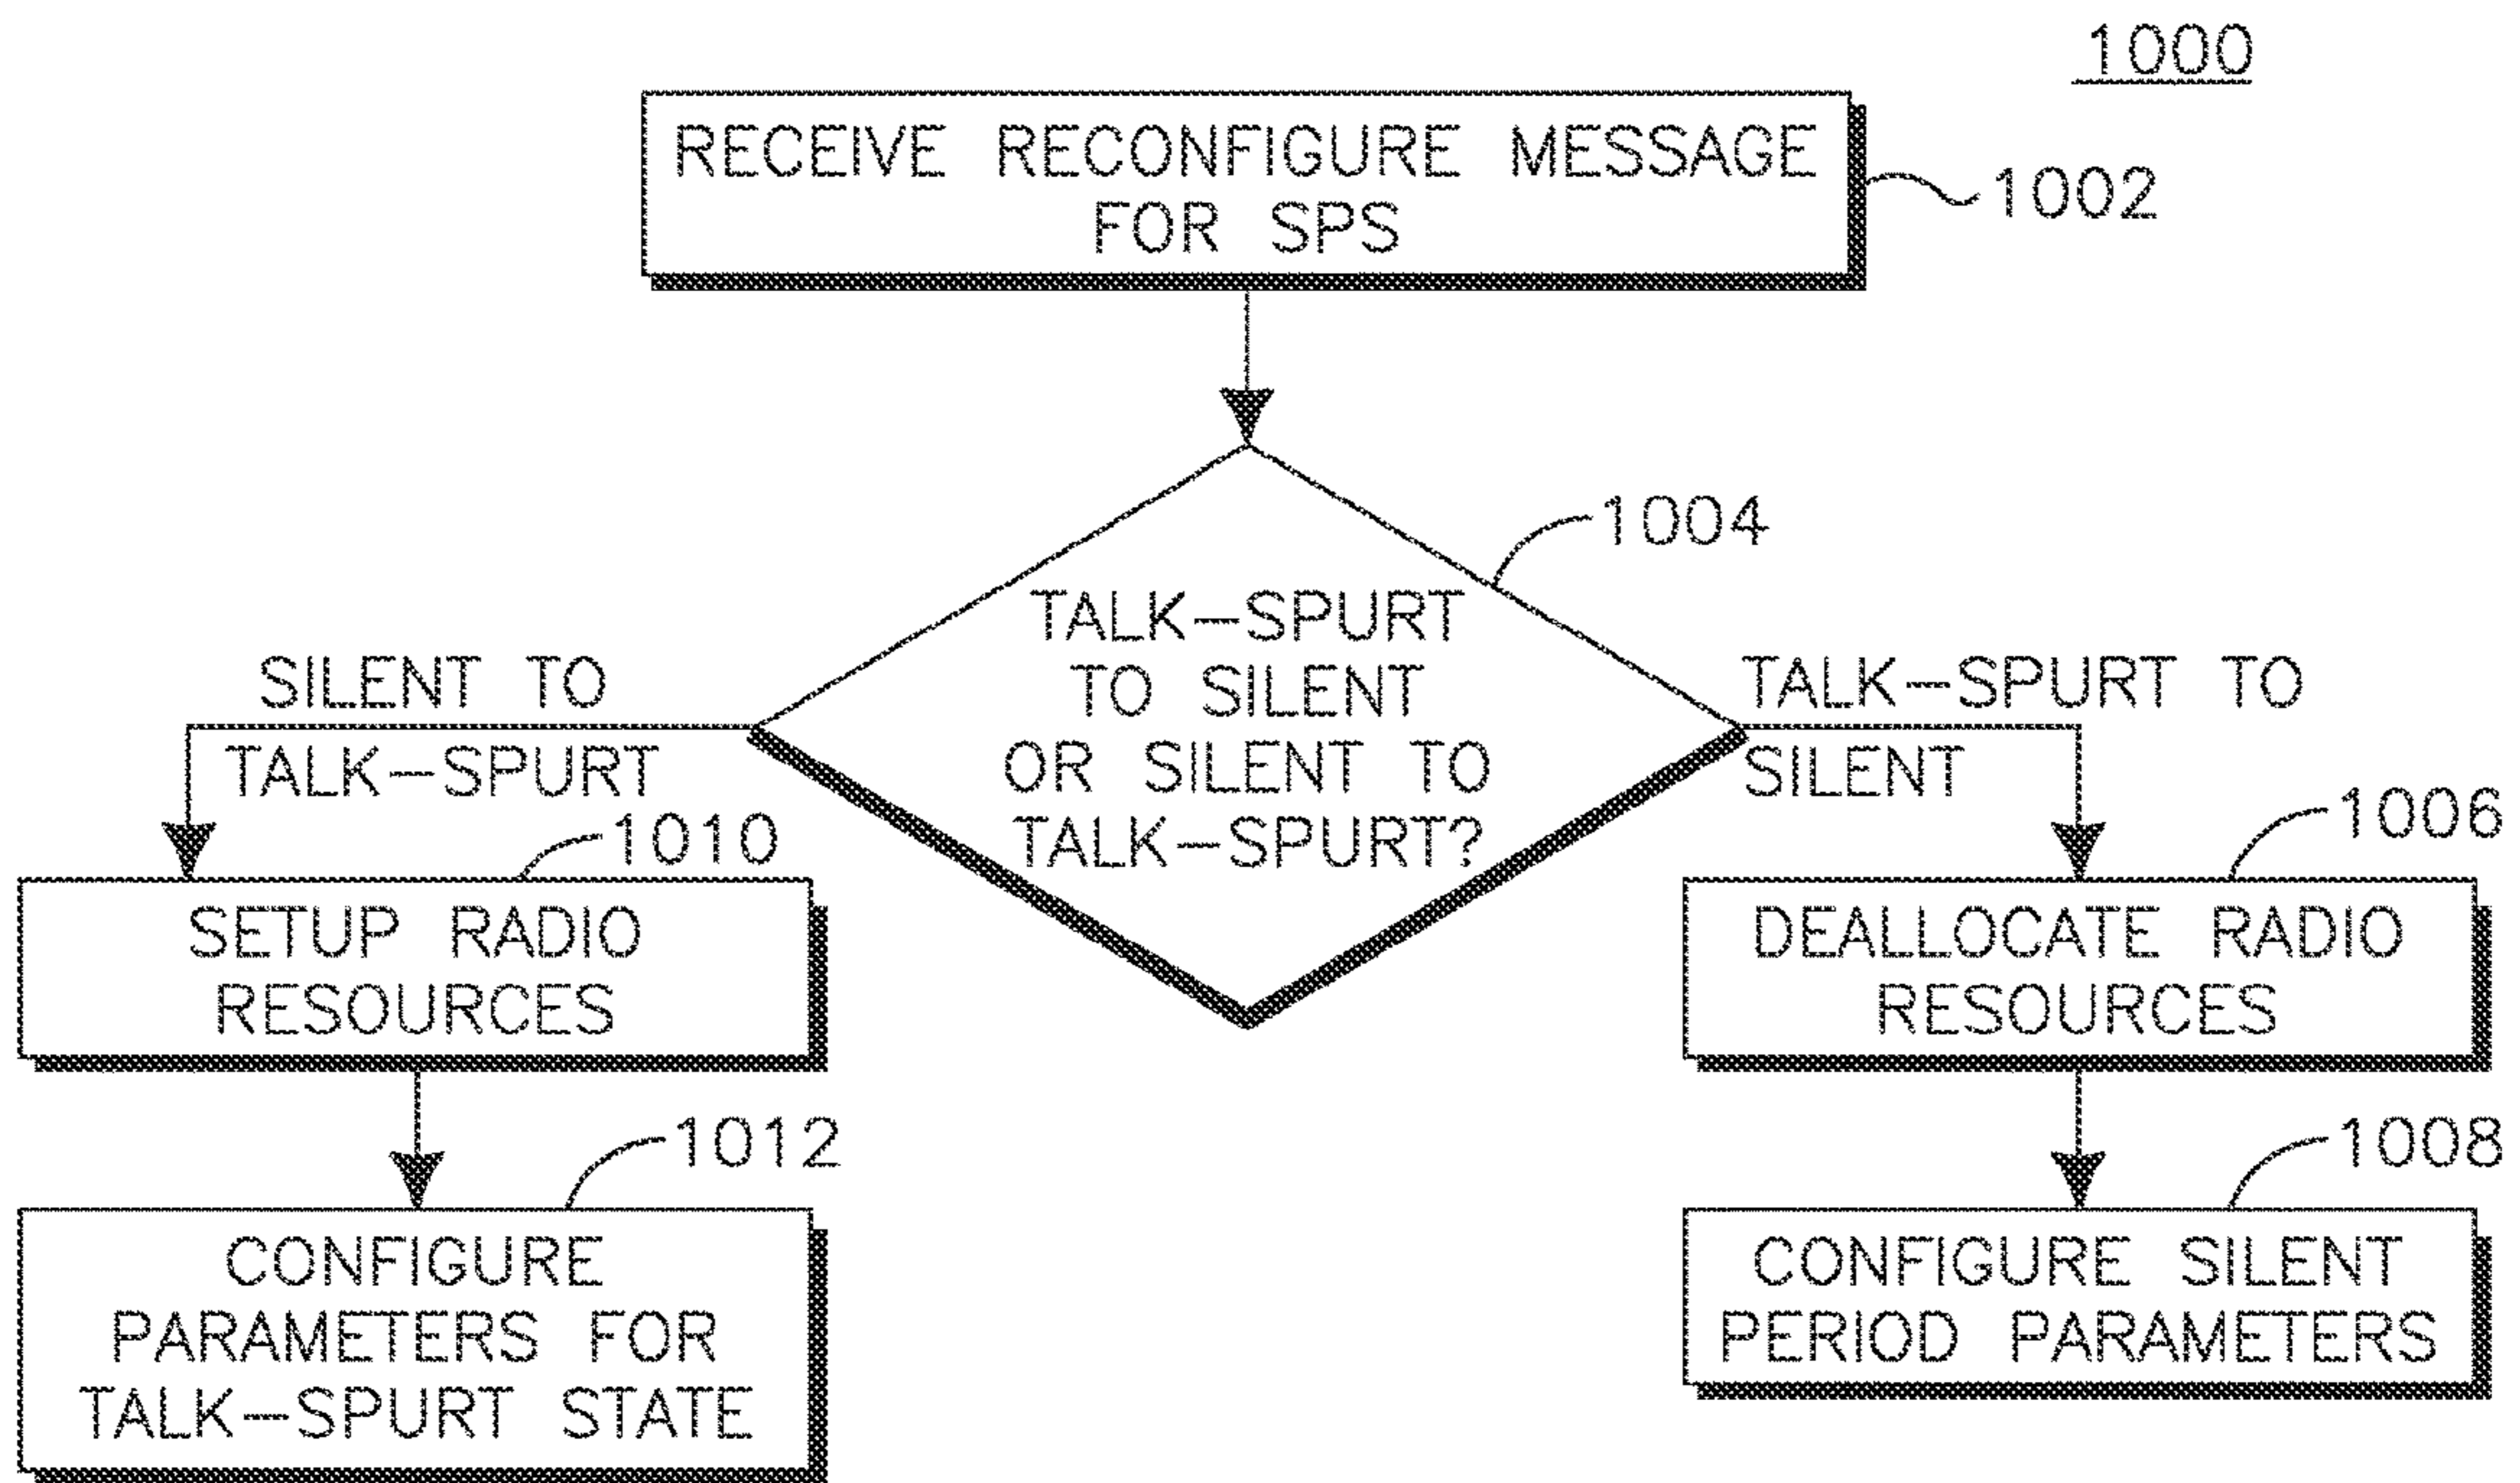 1000
RECEIVE RECONFIGURE MESSAGE
FOR SPS
1002
1004
TALK-SPURT
TO SILENT
OR SILENT TO
TALK-SPURT?
SILENT TO
TALK-SPURT
TALK-SPURT TO
SILENT
1010
SETUP RADIO
RESOURCES
1006
DEALLOCATE RADIO
RESOURCES
1012
CONFIGURE
PARAMETERS FOR
TALK-SPURT STATE
1008
CONFIGURE SILENT
PERIOD PARAMETERS